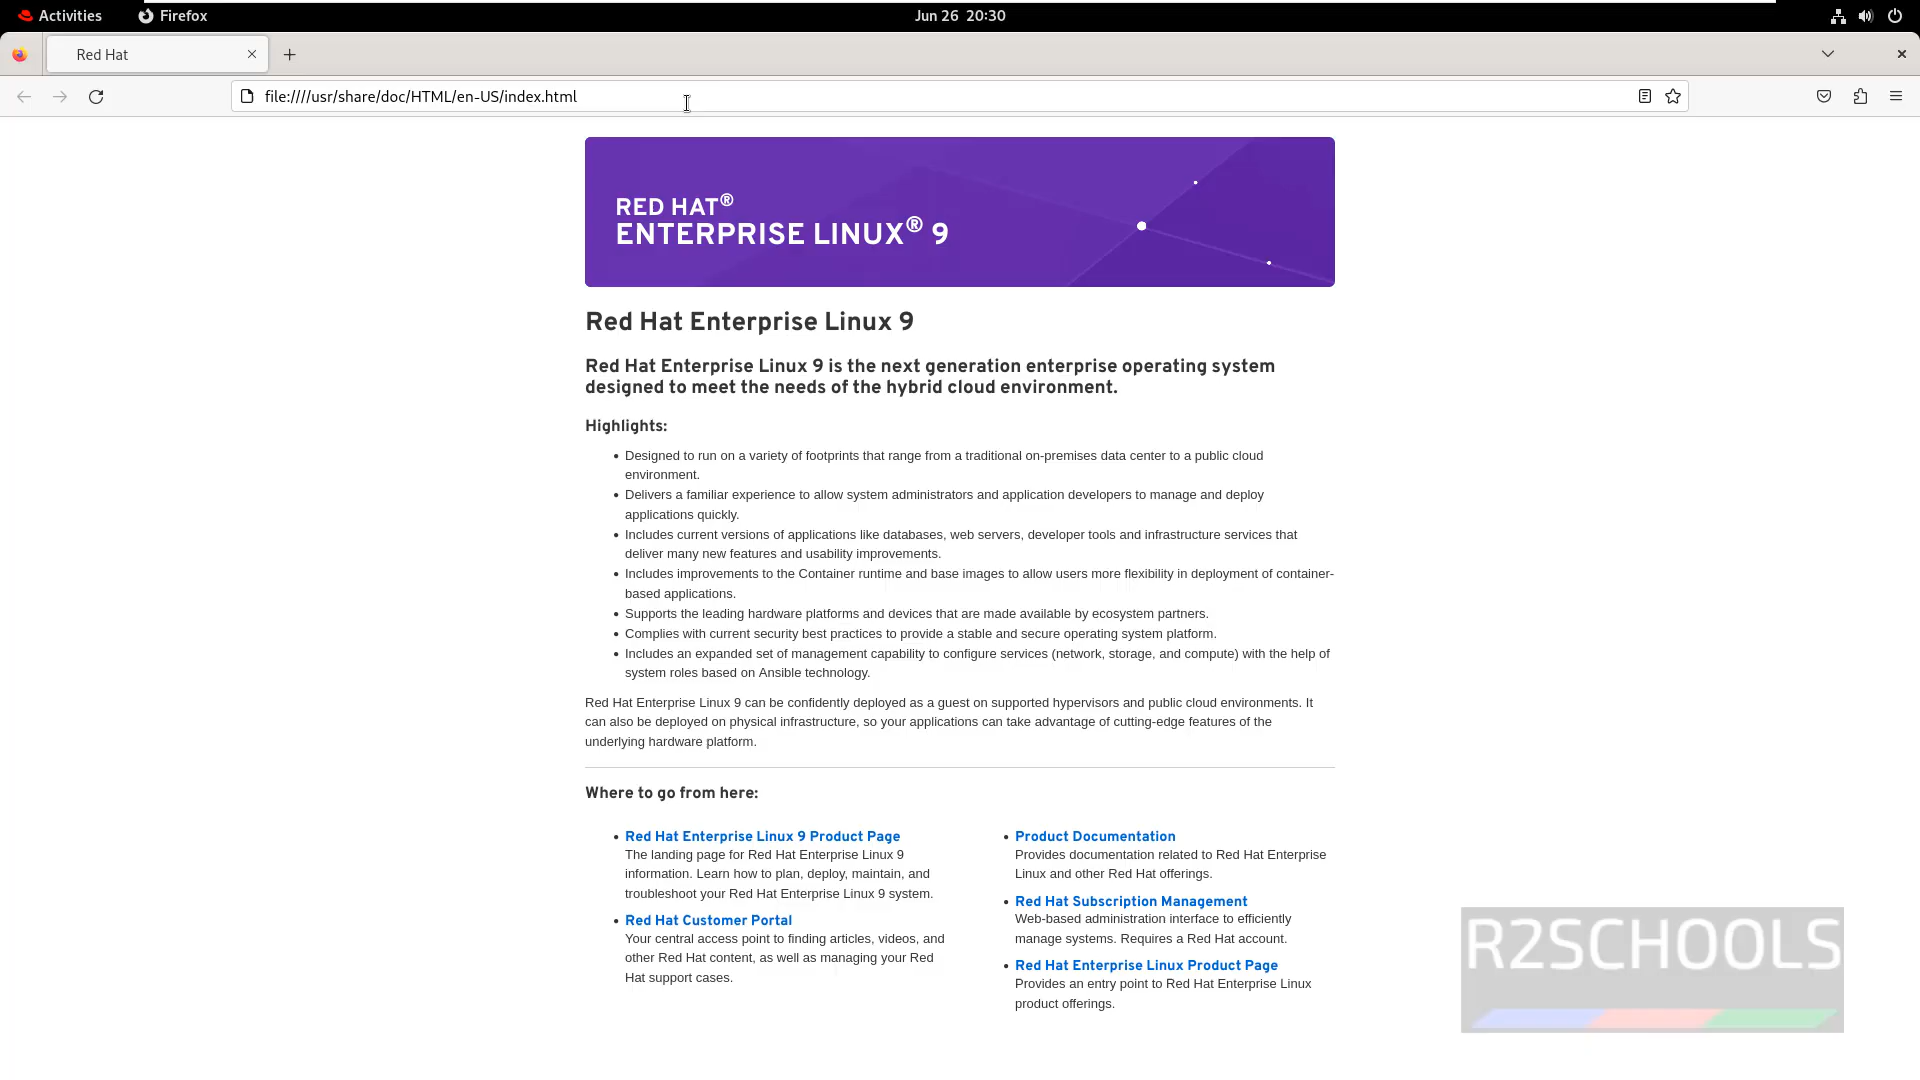 Activities
Firefox
Jun 26 20:30
Red Hat
file:////usr/share/doc/HTML/en-US/index.html
RED HAT®
ENTERPRISE LINUX® 9
Red Hat Enterprise Linux 9
Red Hat Enterprise Linux 9 is the next generation enterprise operating system
designed to meet the needs of the hybrid cloud environment.
Highlights:
• Designed to run on a variety of footprints that range from a traditional on-premises data center to a public cloud
environment.
• Delivers a familiar experience to allow system administrators and application developers to manage and deploy
applications quickly.
• Includes current versions of applications like databases, web servers, developer tools and infrastructure services that
deliver many new features and usability improvements.
• Includes improvements to the Container runtime and base images to allow users more flexibility in deployment of container-
based applications.
• Supports the leading hardware platforms and devices that are made available by ecosystem partners.
• Complies with current security best practices to provide a stable and secure operating system platform.
• Includes an expanded set of management capability to configure services (network, storage, and compute) with the help of
system roles based on Ansible technology.
Red Hat Enterprise Linux 9 can be confidently deployed as a guest on supported hypervisors and public cloud environments. It
can also be deployed on physical infrastructure, so your applications can take advantage of cutting-edge features of the
underlying hardware platform.
Where to go from here:
• Red Hat Enterprise Linux 9 Product Page
The landing page for Red Hat Enterprise Linux 9
information. Learn how to plan, deploy, maintain, and
troubleshoot your Red Hat Enterprise Linux 9 system.
• Red Hat Customer Portal
Your central access point to finding articles, videos, and
other Red Hat content, as well as managing your Red
Hat support cases.
• Product Documentation
Provides documentation related to Red Hat Enterprise
Linux and other Red Hat offerings.
• Red Hat Subscription Management
Web-based administration interface to efficiently
manage systems. Requires a Red Hat account.
• Red Hat Enterprise Linux Product Page
Provides an entry point to Red Hat Enterprise Linux
product offerings.
R2SCHOOLS